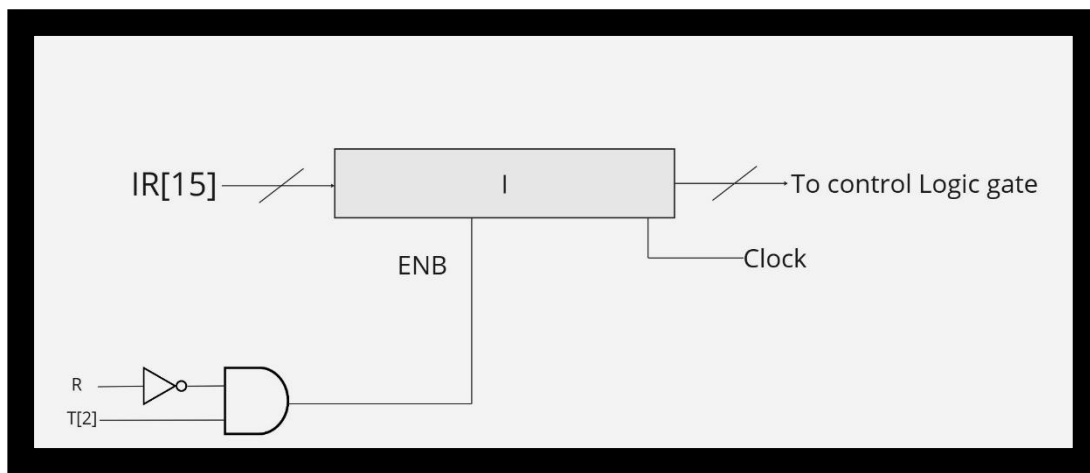 IR[15]
I
To control Logic gate
ENB
Clock
R
T[2]